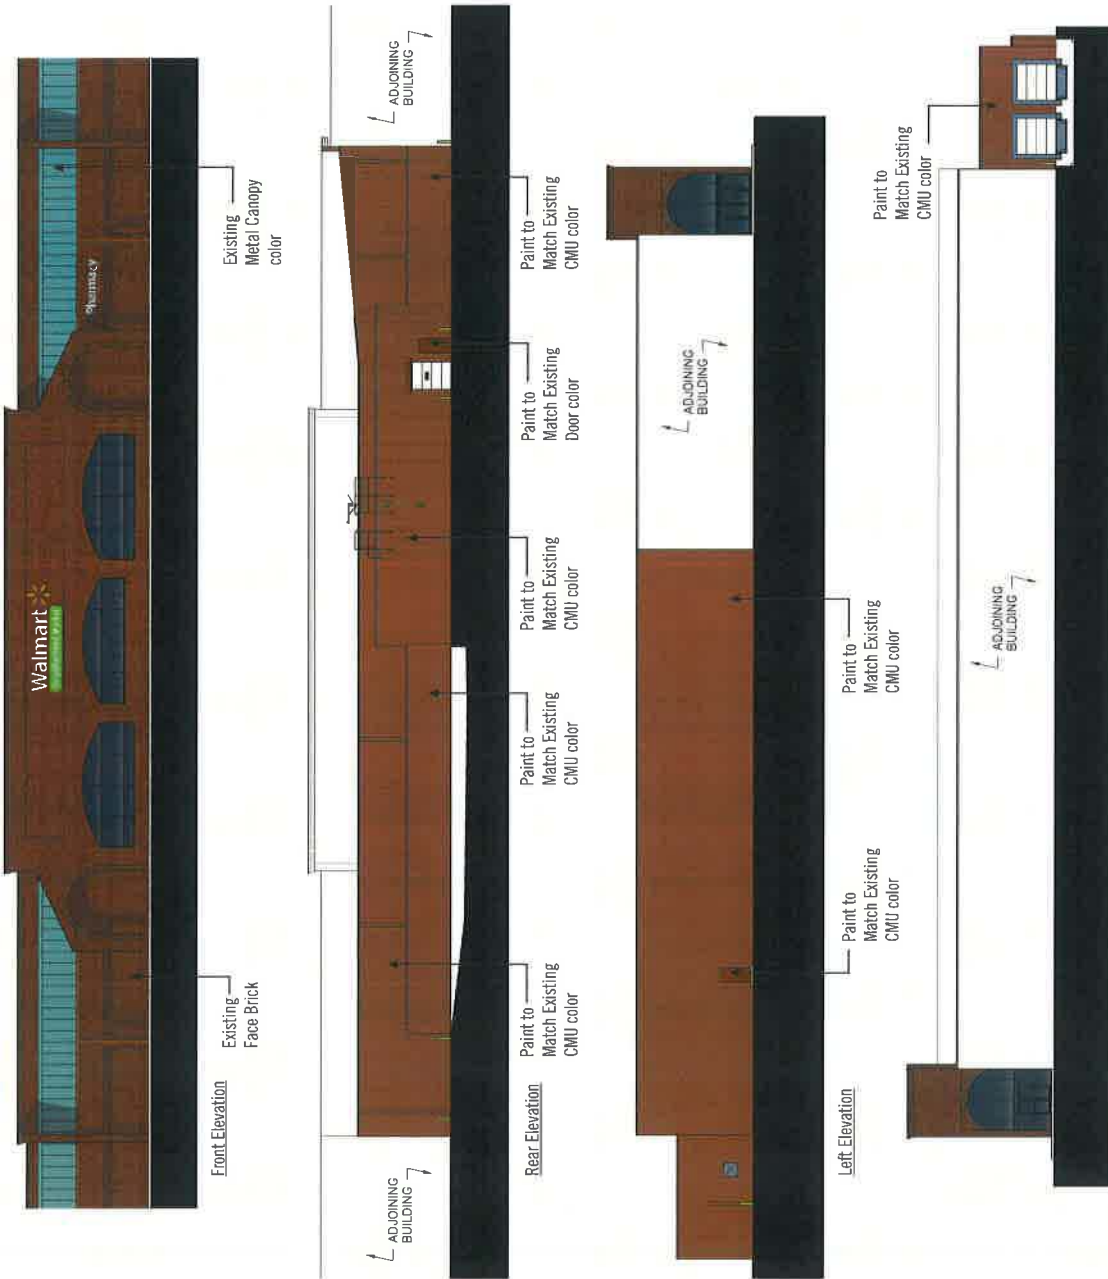 Walmart
Pharmacy
Existing
Face Brick
Existing
Metal Canopy
color
Front Elevation
ADJOINING
BUILDING
ADJOINING
BUILDING
Paint to
Match Existing
CMU color
Paint to
Match Existing
CMU color
Paint to
Match Existing
CMU color
Paint to
Match Existing
Door color
Paint to
Match Existing
CMU color
Rear Elevation
ADJOINING
BUILDING
Paint to
Match Existing
CMU color
Paint to
Match Existing
CMU color
Left Elevation
Paint to
Match Existing
CMU color
ADJOINING
BUILDING